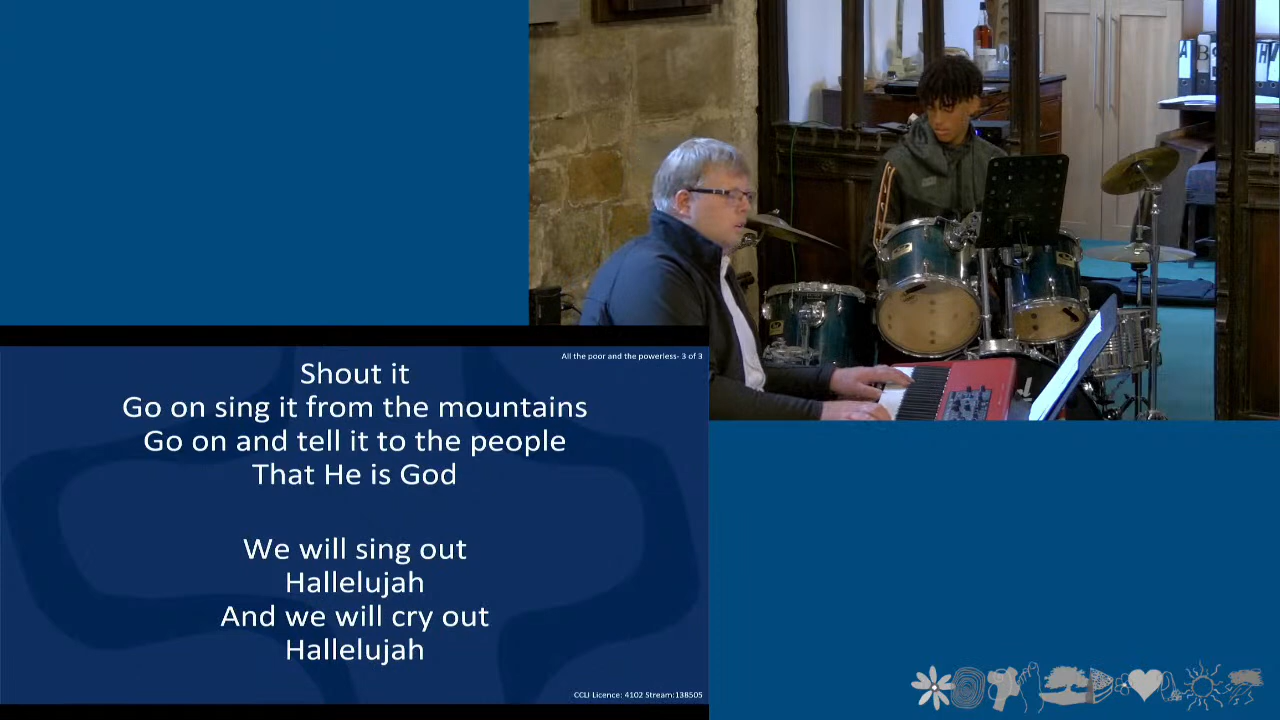 All the poor and the powerless- 3 of 3
Shout it
Go on sing it from the mountains
Go on and tell it to the people
That He is God
We will sing out
Hallelujah
And we will cry out
Hallelujah
CCLI Licence: 4102 Stream:138505
A
B
H